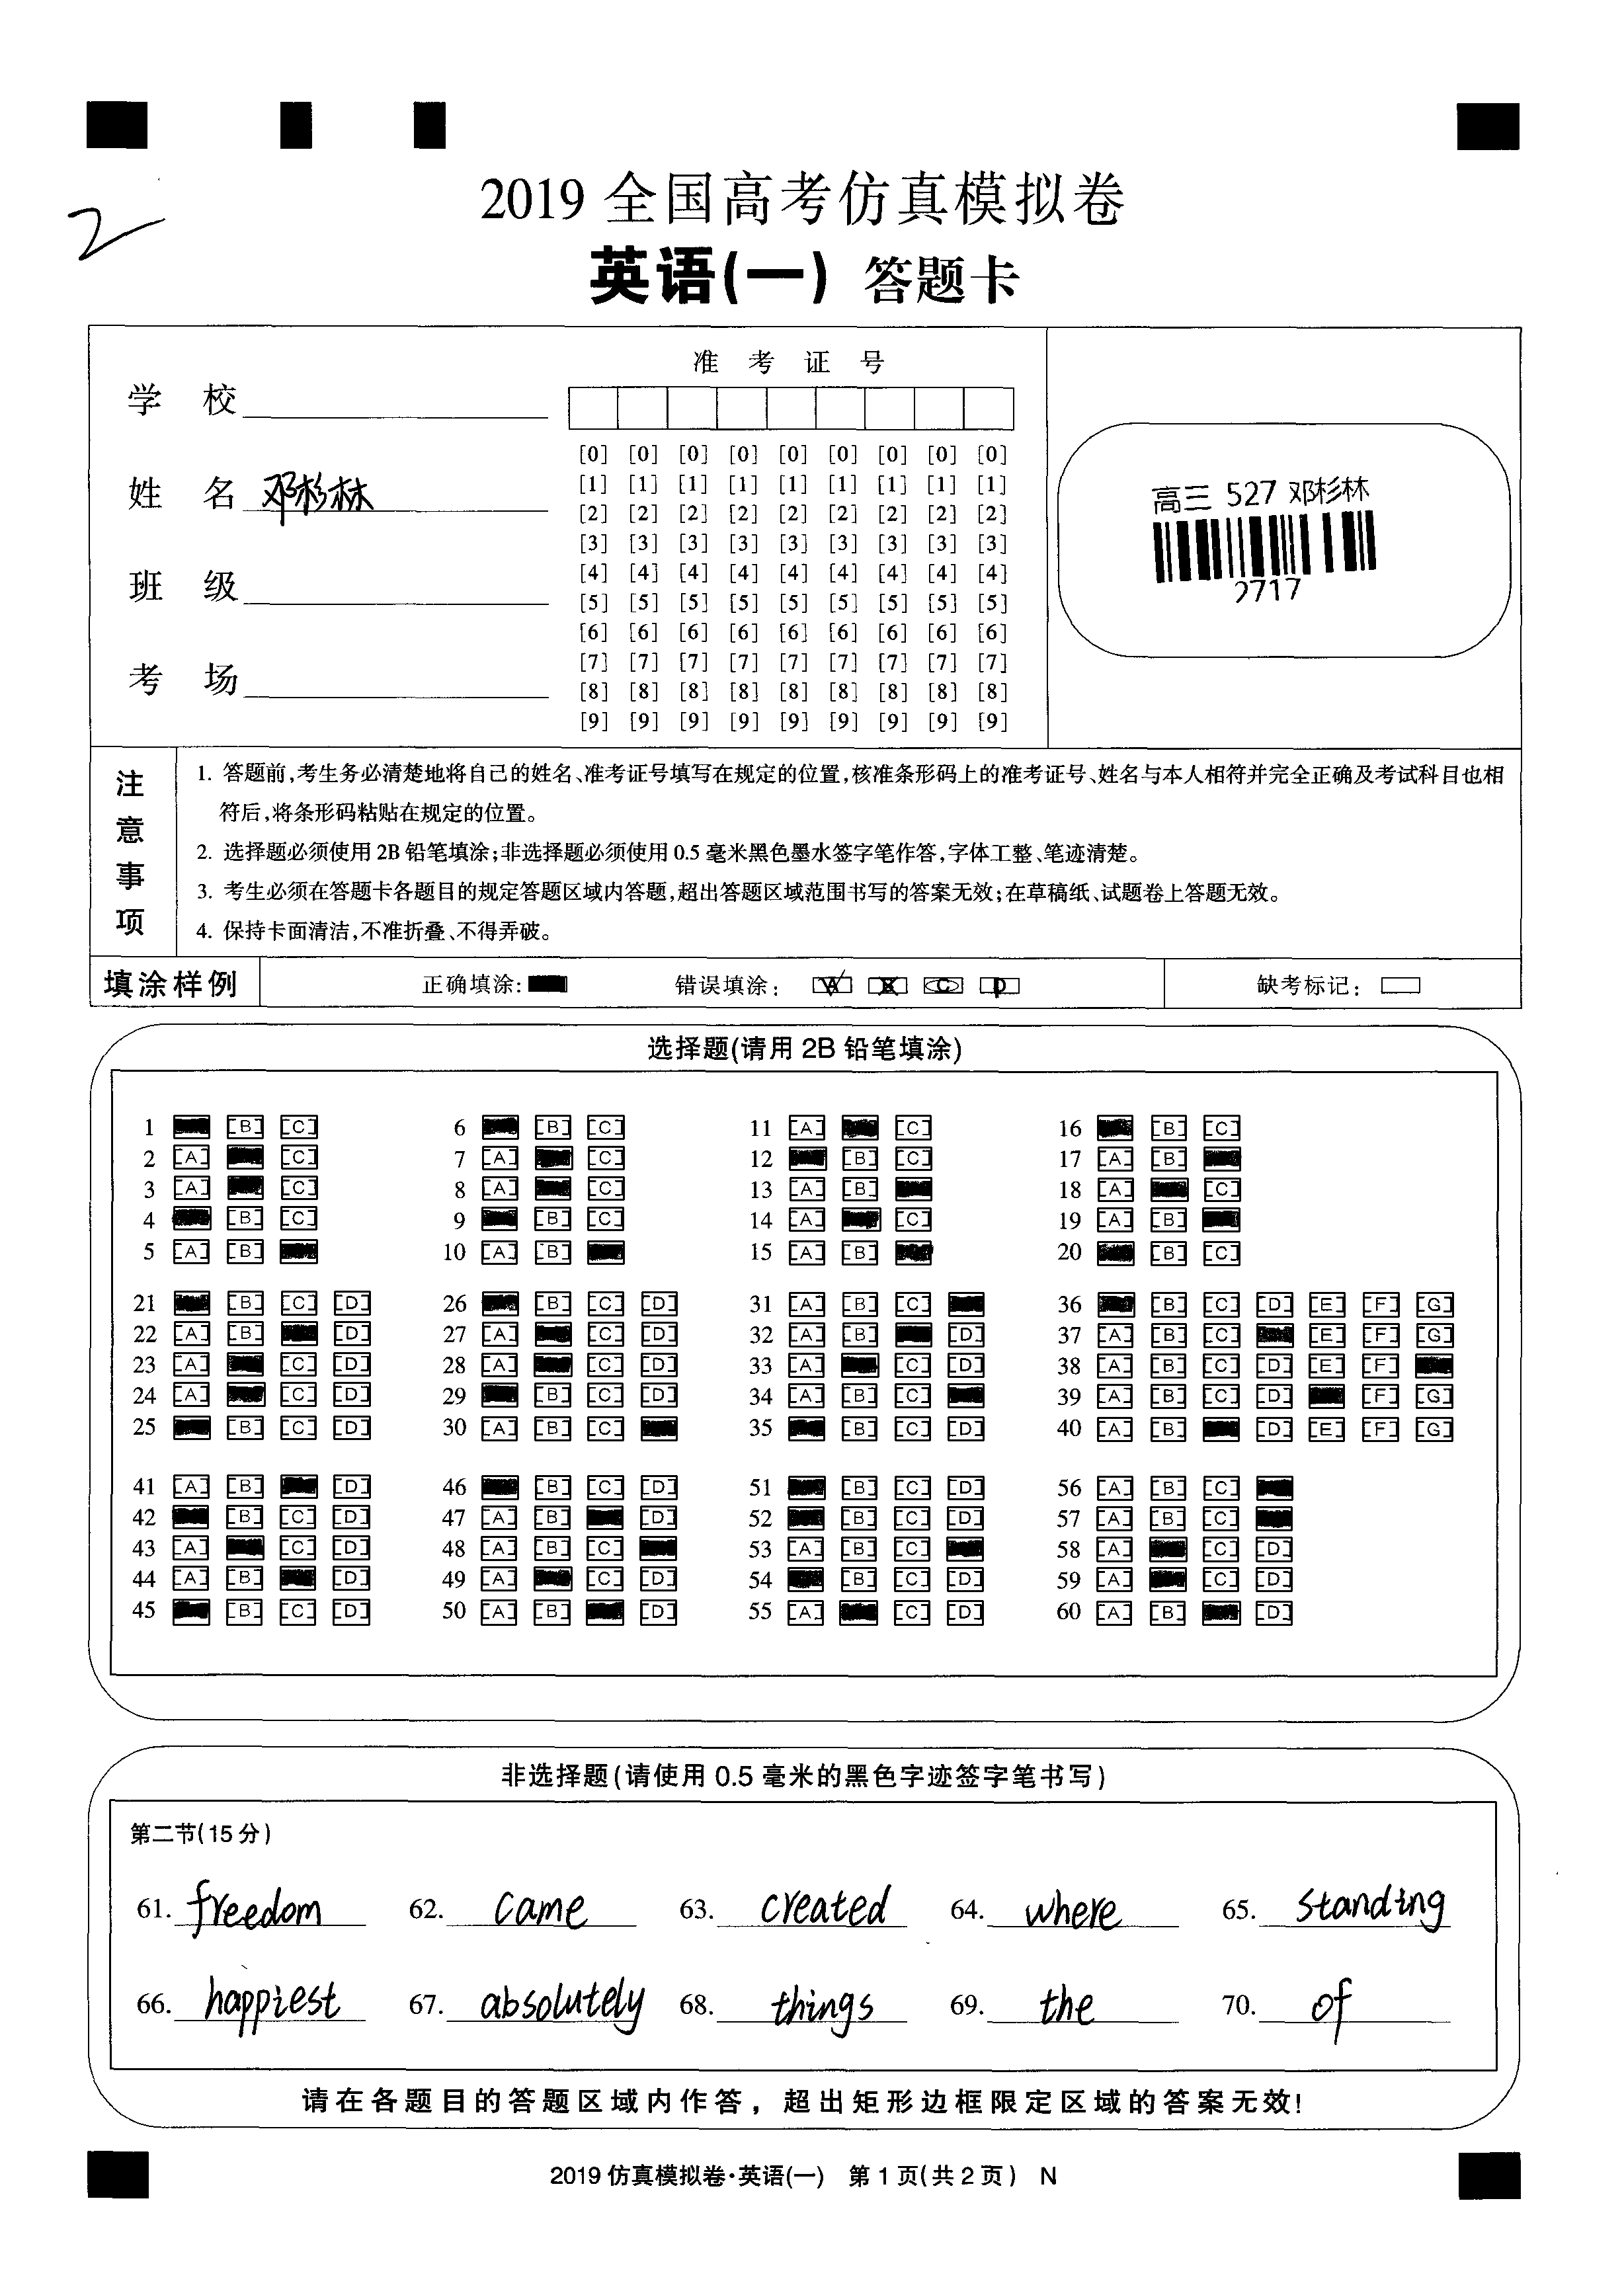 2
2019 全国高考仿真模拟卷
英语(一) 答题卡
学 校
姓 名 邓杉林
班 级
考 场
准 考 证 号
[0] [0] [0] [0] [0] [0] [0] [0] [0]
[1] [1] [1] [1] [1] [1] [1] [1] [1]
[2] [2] [2] [2] [2] [2] [2] [2] [2]
[3] [3] [3] [3] [3] [3] [3] [3] [3]
[4] [4] [4] [4] [4] [4] [4] [4] [4]
[5] [5] [5] [5] [5] [5] [5] [5] [5]
[6] [6] [6] [6] [6] [6] [6] [6] [6]
[7] [7] [7] [7] [7] [7] [7] [7] [7]
[8] [8] [8] [8] [8] [8] [8] [8] [8]
[9] [9] [9] [9] [9] [9] [9] [9] [9]
高三 527 邓杉林
2717
注意事项
1. 答题前,考生务必清楚地将自己的姓名、准考证号填写在规定的位置,核准条形码上的准考证号、姓名与本人相符并完全正确及考试科目也相
符后,将条形码粘贴在规定的位置。
2. 选择题必须使用 2B 铅笔填涂;非选择题必须使用 0.5 毫米黑色墨水签字笔作答,字体工整、笔迹清楚。
3. 考生必须在答题卡各题目的规定答题区域内答题,超出答题区域范围书写的答案无效;在草稿纸、试题卷上答题无效。
4. 保持卡面清洁,不准折叠、不得弄破。
填涂样例 正确填涂: 错误填涂: A B C D 缺考标记:
选择题(请用 2B 铅笔填涂)
1 [B] [C] 6 [B] [C] 11 [A] [C] 16 [B] [C]
2 [A] [C] 7 [A] [C] 12 [B] [C] 17 [A] [B]
3 [A] [C] 8 [A] [C] 13 [A] [B] 18 [A] [C]
4 [B] [C] 9 [B] [C] 14 [A] [C] 19 [A] [B]
5 [A] [B] 10 [A] [B] 15 [A] [B] 20 [B] [C]
21 [B] [C] [D] 26 [B] [C] [D] 31 [A] [B] [C] 36 [B] [C] [D] [E] [F] [G]
22 [A] [B] [D] 27 [A] [C] [D] 32 [A] [B] [D] 37 [A] [B] [C] [E] [F] [G]
23 [A] [C] [D] 28 [A] [C] [D] 33 [A] [C] [D] 38 [A] [B] [C] [D] [E] [F]
24 [A] [C] [D] 29 [B] [C] [D] 34 [A] [B] [C] 39 [A] [B] [C] [D] [F] [G]
25 [B] [C] [D] 30 [A] [B] [C] 35 [B] [C] [D] 40 [A] [B] [D] [E] [F] [G]
41 [A] [B] [D] 46 [B] [C] [D] 51 [B] [C] [D] 56 [A] [B] [C]
42 [B] [C] [D] 47 [A] [B] [D] 52 [B] [C] [D] 57 [A] [B] [C]
43 [A] [C] [D] 48 [A] [B] [C] 53 [A] [B] [C] 58 [A] [C] [D]
44 [A] [B] [D] 49 [A] [C] [D] 54 [B] [C] [D] 59 [A] [C] [D]
45 [B] [C] [D] 50 [A] [B] [D] 55 [A] [C] [D] 60 [A] [B] [D]
非选择题(请使用 0.5 毫米的黑色字迹签字笔书写)
第二节(15 分)
61. freedom 62. came 63. created 64. where 65. standing
66. happiest 67. absolutely 68. things 69. the 70. of
请在各题目的答题区域内作答，超出矩形边框限定区域的答案无效!
2019 仿真模拟卷·英语(一) 第 1 页(共 2 页) N